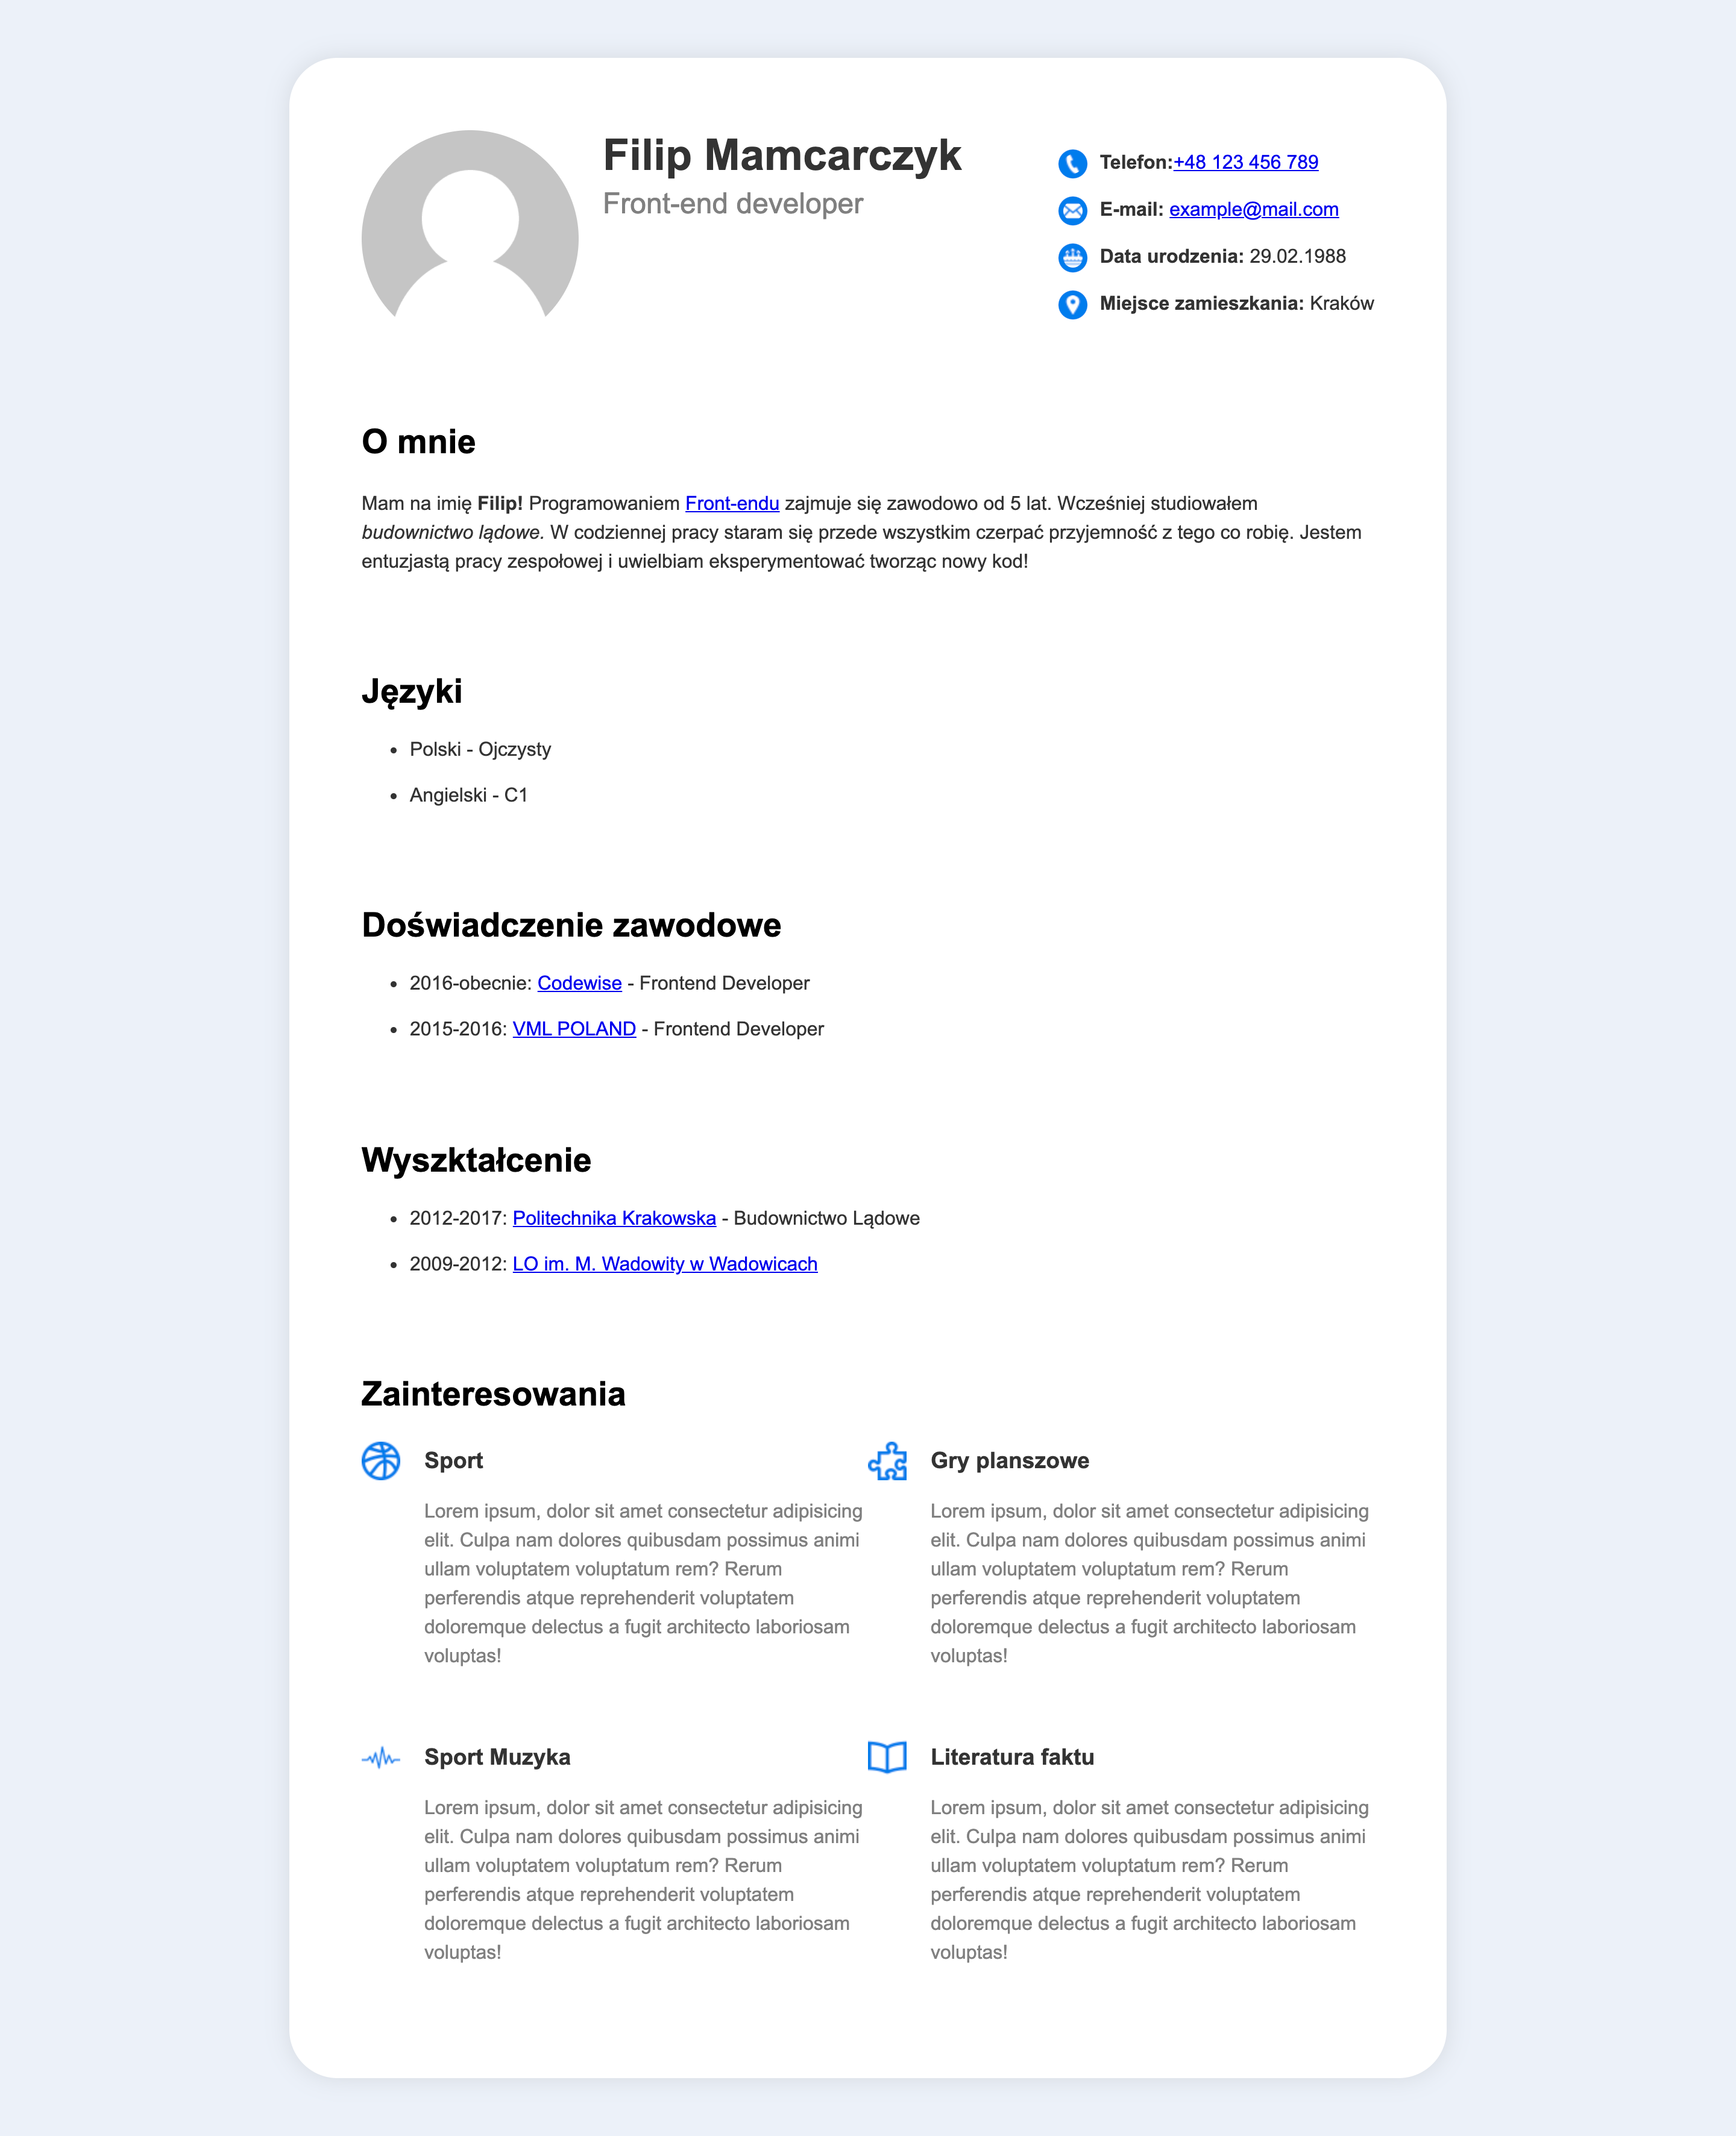 Filip Mamcarczyk
Front-end developer
Telefon:+48 123 456 789
E-mail: example@mail.com
Data urodzenia: 29.02.1988
Miejsce zamieszkania: Kraków
O mnie
Mam na imię Filip! Programowaniem Front-endu zajmuje się zawodowo od 5 lat. Wcześniej studiowałem
budownictwo lądowe. W codziennej pracy staram się przede wszystkim czerpać przyjemność z tego co robię. Jestem
entuzjastą pracy zespołowej i uwielbiam eksperymentować tworząc nowy kod!
Języki
• Polski - Ojczysty
• Angielski - C1
Doświadczenie zawodowe
• 2016-obecnie: Codewise - Frontend Developer
• 2015-2016: VML POLAND - Frontend Developer
Wyszktałcenie
• 2012-2017: Politechnika Krakowska - Budownictwo Lądowe
• 2009-2012: LO im. M. Wadowity w Wadowicach
Zainteresowania
Sport
Lorem ipsum, dolor sit amet consectetur adipisicing
elit. Culpa nam dolores quibusdam possimus animi
ullam voluptatem voluptatum rem? Rerum
perferendis atque reprehenderit voluptatem
doloremque delectus a fugit architecto laboriosam
voluptas!
Gry planszowe
Lorem ipsum, dolor sit amet consectetur adipisicing
elit. Culpa nam dolores quibusdam possimus animi
ullam voluptatem voluptatum rem? Rerum
perferendis atque reprehenderit voluptatem
doloremque delectus a fugit architecto laboriosam
voluptas!
Sport Muzyka
Lorem ipsum, dolor sit amet consectetur adipisicing
elit. Culpa nam dolores quibusdam possimus animi
ullam voluptatem voluptatum rem? Rerum
perferendis atque reprehenderit voluptatem
doloremque delectus a fugit architecto laboriosam
voluptas!
Literatura faktu
Lorem ipsum, dolor sit amet consectetur adipisicing
elit. Culpa nam dolores quibusdam possimus animi
ullam voluptatem voluptatum rem? Rerum
perferendis atque reprehenderit voluptatem
doloremque delectus a fugit architecto laboriosam
voluptas!